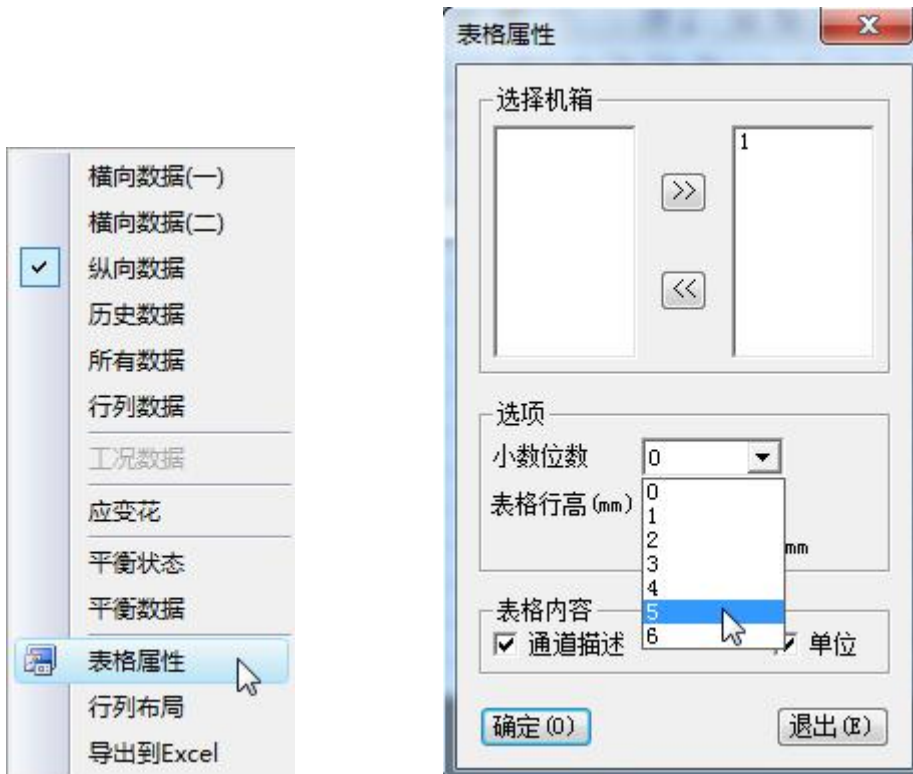 横向数据(一)
横向数据(二)
纵向数据
历史数据
所有数据
行列数据
工况数据
应变花
平衡状态
平衡数据
表格属性
行列布局
导出到Excel
表格属性
选择机箱
1
>>
<<
选项
小数位数 0
表格行高(mm)
0
1
2
3
4
5
6
mm
表格内容
通道描述
单位
确定(O)
退出(E)